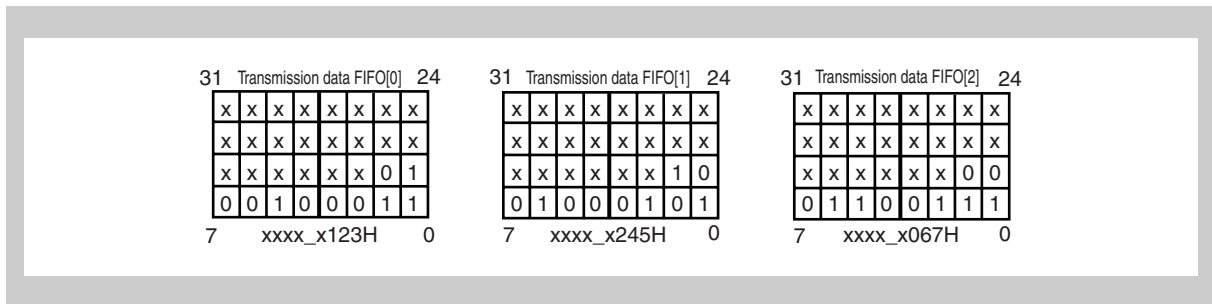 31 Transmission data FIFO[0] 24 31 Transmission data FIFO[1] 24 31 Transmission data FIFO[2] 24
x x x x x x x x x x x x x x x x x x x x x x x x
x x x x x x x x x x x x x x x x x x x x x x x x
x x x x x x 0 1 x x x x x x 1 0 x x x x x x 0 0
0 0 1 0 0 0 1 1 0 1 0 0 0 1 0 1 0 1 1 0 0 1 1 1
7 xxxx_x123H 0 7 xxxx_x245H 0 7 xxxx_x067H 0